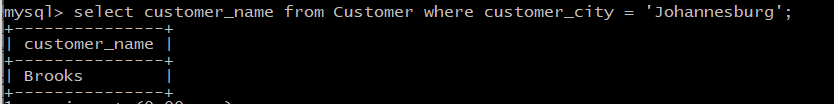 mysql> select customer_name from Customer where customer_city = 'Johannesburg';
+---------------+
| customer_name |
+---------------+
| Brooks        |
+---------------+